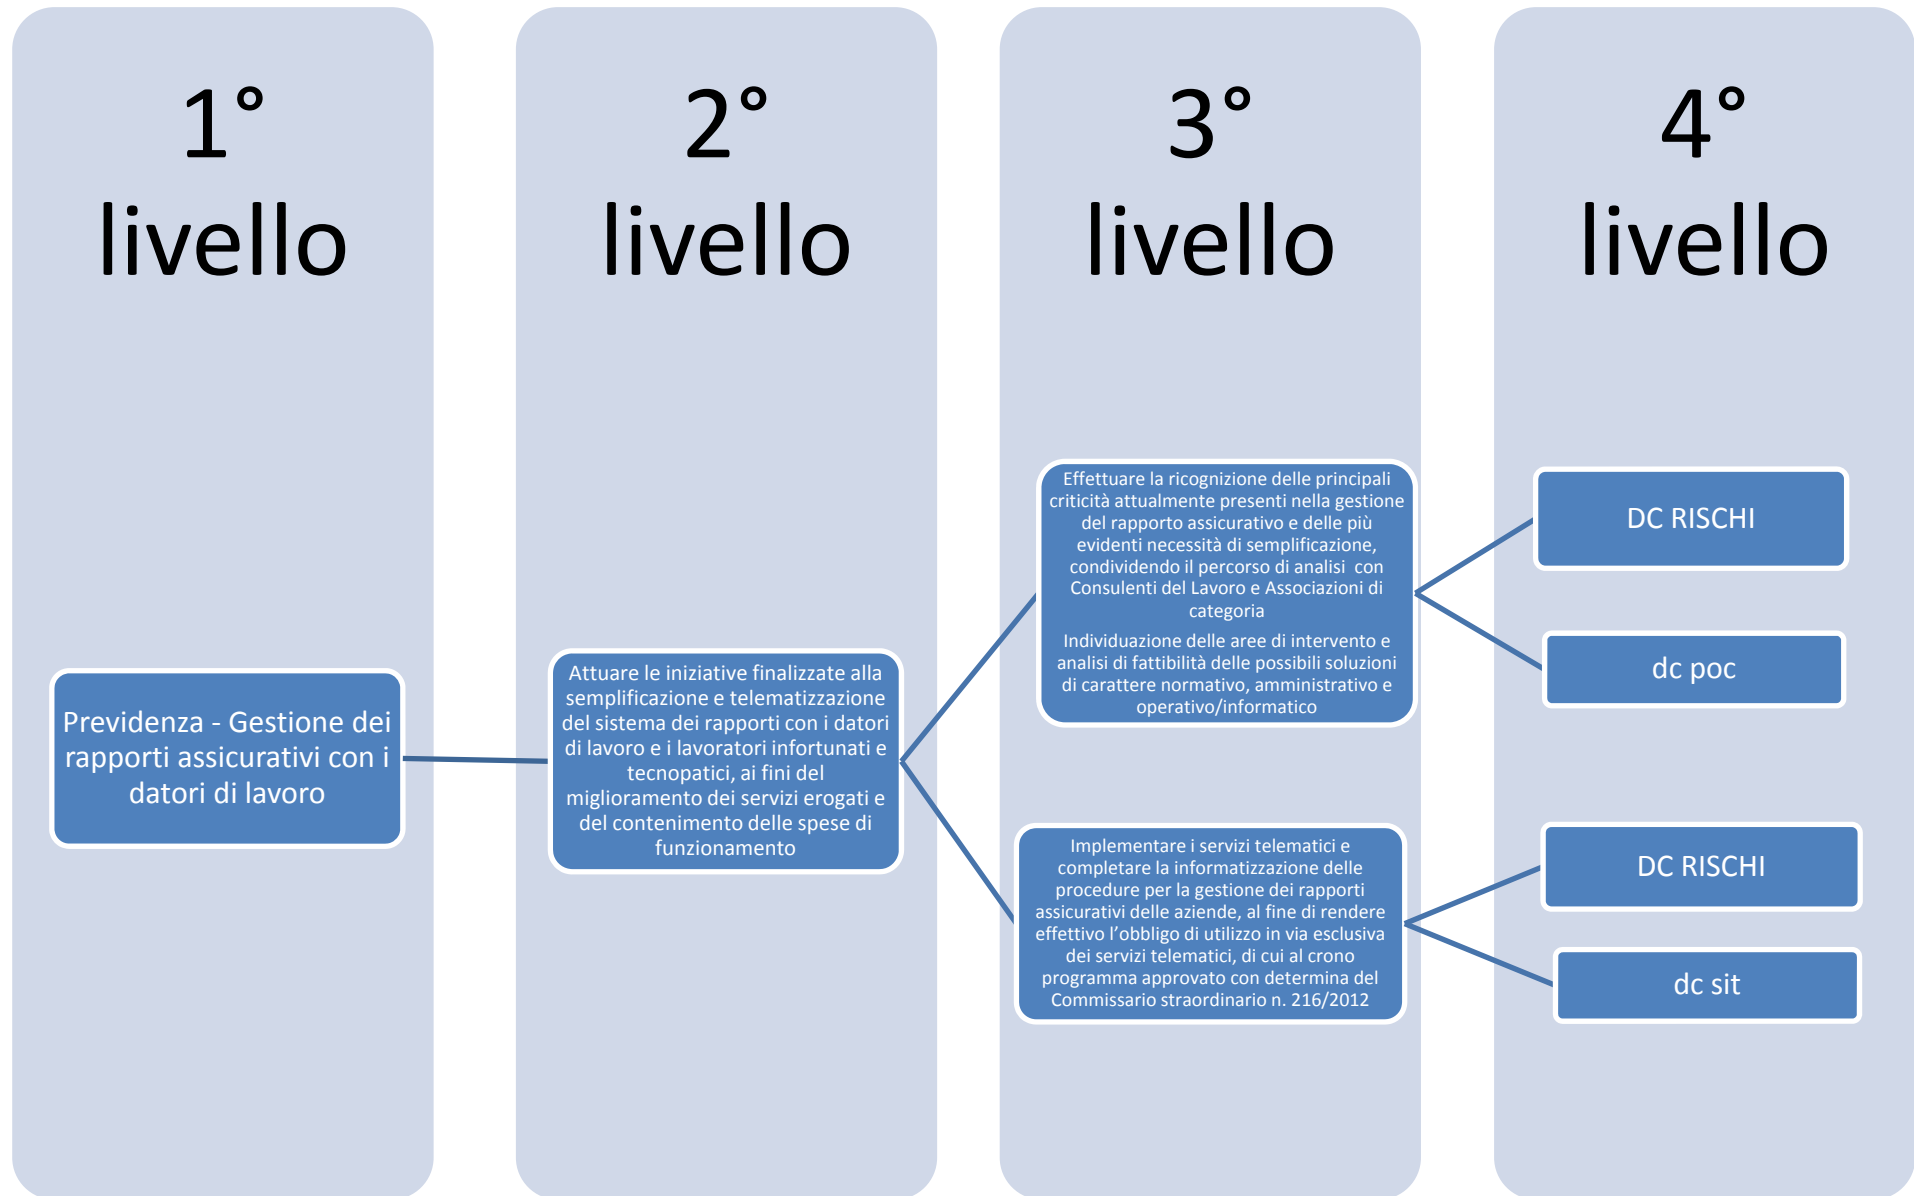 1°
livello
2°
livello
3°
livello
4°
livello
Previdenza - Gestione dei
rapporti assicurativi con i
datori di lavoro
Attuare le iniziative finalizzate alla
semplificazione e telematizzazione
del sistema dei rapporti con i datori
di lavoro e i lavoratori infortunati e
tecnopatici, ai fini del
miglioramento dei servizi erogati e
del contenimento delle spese di
funzionamento
Effettuare la ricognizione delle principali
criticità attualmente presenti nella gestione
del rapporto assicurativo e delle più
evidenti necessità di semplificazione,
condividendo il percorso di analisi con
Consulenti del Lavoro e Associazioni di
categoria
Individuazione delle aree di intervento e
analisi di fattibilità delle possibili soluzioni
di carattere normativo, amministrativo e
operativo/informatico
DC RISCHI
dc poc
Implementare i servizi telematici e
completare la informatizzazione delle
procedure per la gestione dei rapporti
assicurativi delle aziende, al fine di rendere
effettivo l’obbligo di utilizzo in via esclusiva
dei servizi telematici, di cui al crono
programma approvato con determina del
Commissario straordinario n. 216/2012
DC RISCHI
dc sit